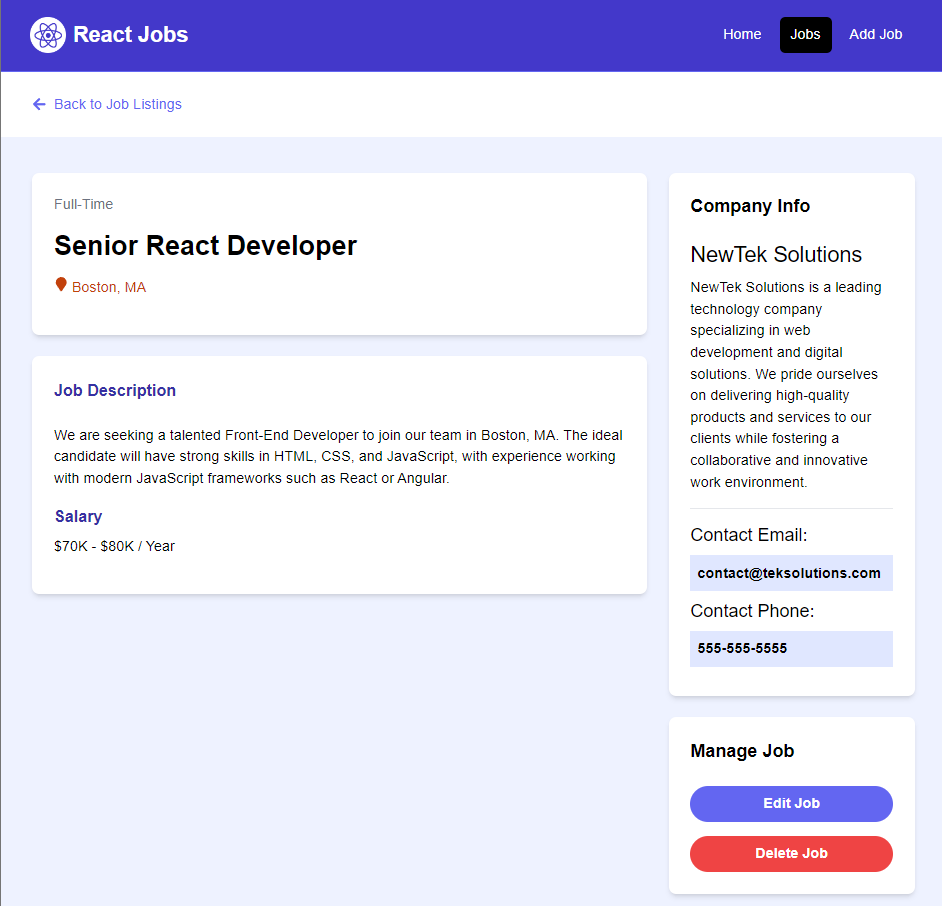 React Jobs
Home Jobs Add Job
Back to Job Listings
Full-Time
Senior React Developer
Boston, MA
Job Description
We are seeking a talented Front-End Developer to join our team in Boston, MA. The ideal
candidate will have strong skills in HTML, CSS, and JavaScript, with experience working
with modern JavaScript frameworks such as React or Angular.
Salary
$70K - $80K / Year
Company Info
NewTek Solutions
NewTek Solutions is a leading
technology company
specializing in web
development and digital
solutions. We pride ourselves
on delivering high-quality
products and services to our
clients while fostering a
collaborative and innovative
work environment.
Contact Email:
contact@teksolutions.com
Contact Phone:
555-555-5555
Manage Job
Edit Job
Delete Job